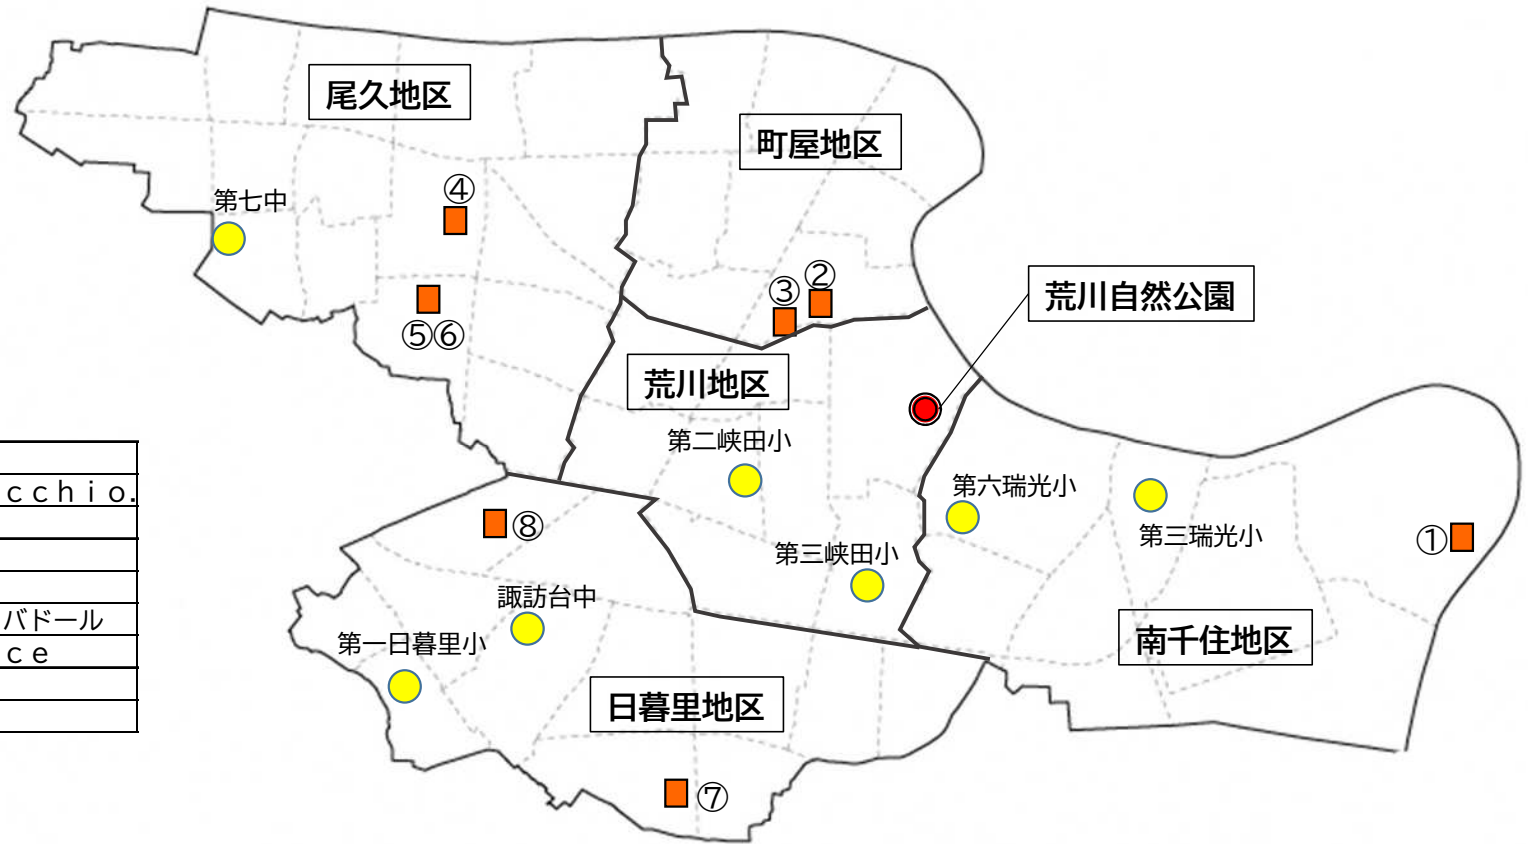 尾久地区
町屋地区
④
第七中
②
③
荒川自然公園
⑤⑥
荒川地区
第二峡田小
ｃｃｈｉｏ.
第六瑞光小
⑧
第三瑞光小
①
第三峡田小
諏訪台中
バドール
第一日暮里小
南千住地区
ｃｅ
日暮里地区
⑦